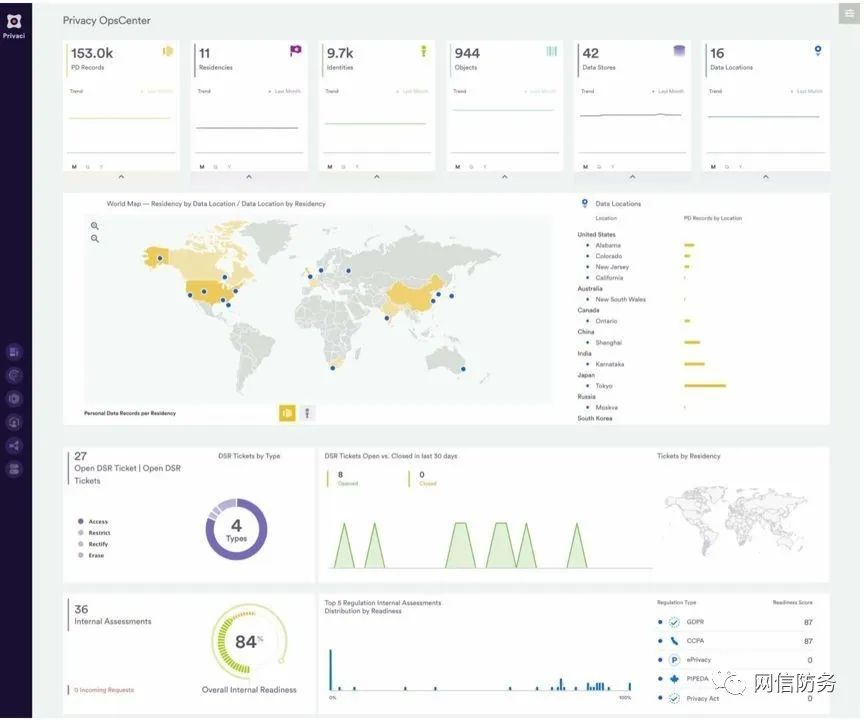 Privaci
Privacy OpsCenter
153.0k
PD Records
Trend
Last Month
M Q Y
11
Residencies
Trend
Last Month
M Q Y
9.7k
Identities
Trend
Last Month
M Q Y
944
Objects
Trend
Last Month
M Q Y
42
Data Stores
Trend
Last Month
M Q Y
16
Data Locations
Trend
Last Month
M Q Y
World Map — Residency by Data Location / Data Location by Residency
Personal Data Records per Residency
Data Locations
Location PD Records by Location
United States
Alabama
Colorado
New Jersey
California
Australia
New South Wales
Canada
Ontario
China
Shanghai
India
Karnataka
Japan
Tokyo
Russia
Moskva
South Korea
27
Open DSR Ticket | Open DSR
Tickets
DSR Tickets by Type
Access
Restrict
Rectify
Erase
4
Types
DSR Tickets Open vs. Closed in last 30 days
8
Opened
0
Closed
Tickets by Residency
36
Internal Assessments
0 Incoming Requests
84%
Overall Internal Readiness
Top 5 Regulation Internal Assessments
Distribution by Readiness
0%
100%
Regulation Type Readiness Score
GDPR 87
CCPA 87
ePrivacy 0
PIPEDA
Privacy Act 0
网信防务